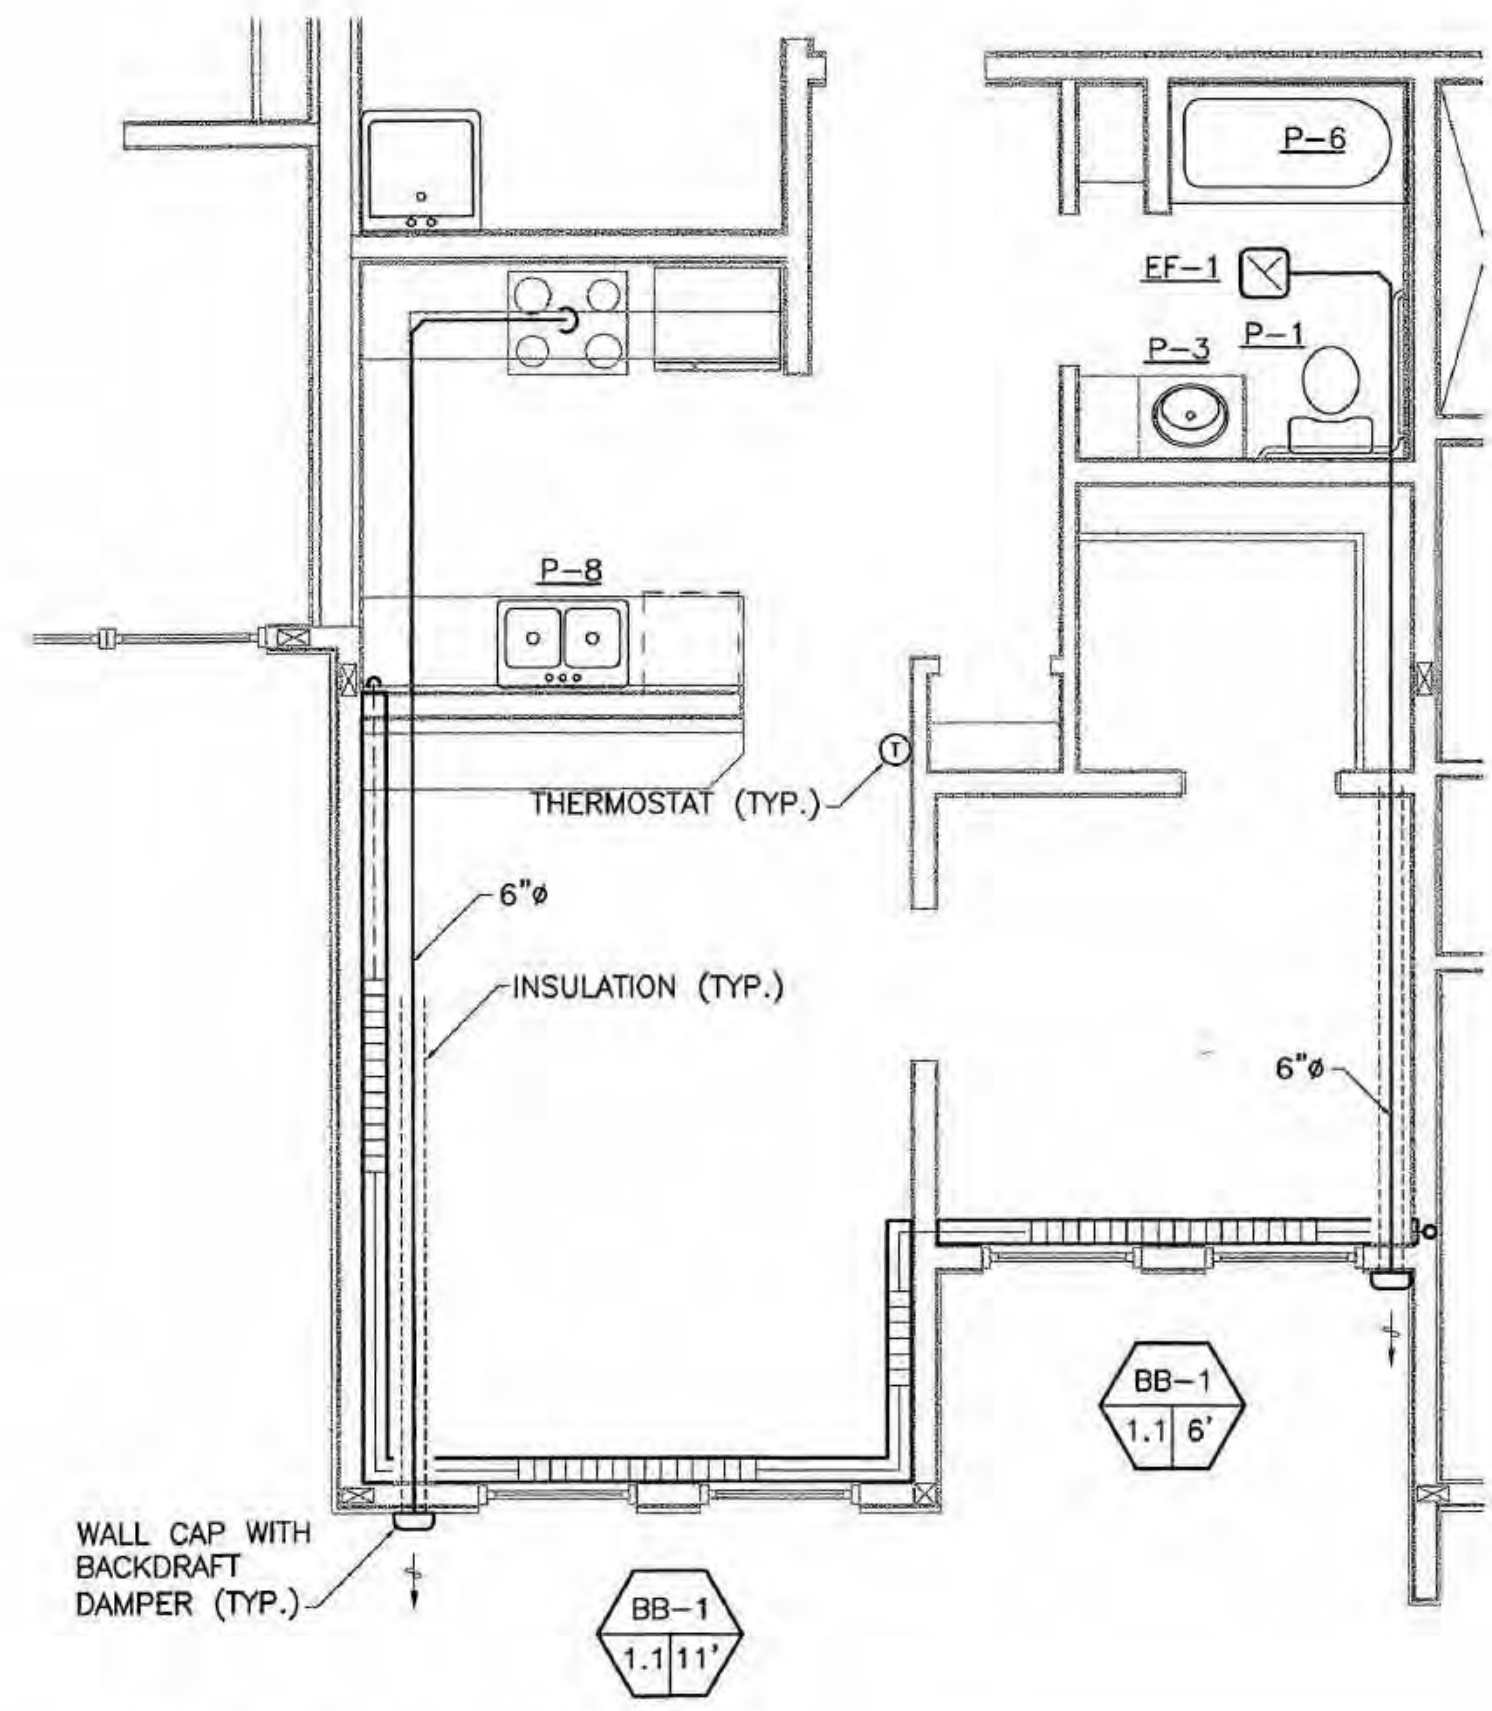 P-6
EF-1
P-1
P-3
P-8
T
THERMOSTAT (TYP.)
6"ø
INSULATION (TYP.)
6"ø
BB-1
1.1 6'
WALL CAP WITH
BACKDRAFT
DAMPER (TYP.)
BB-1
1.1 11'